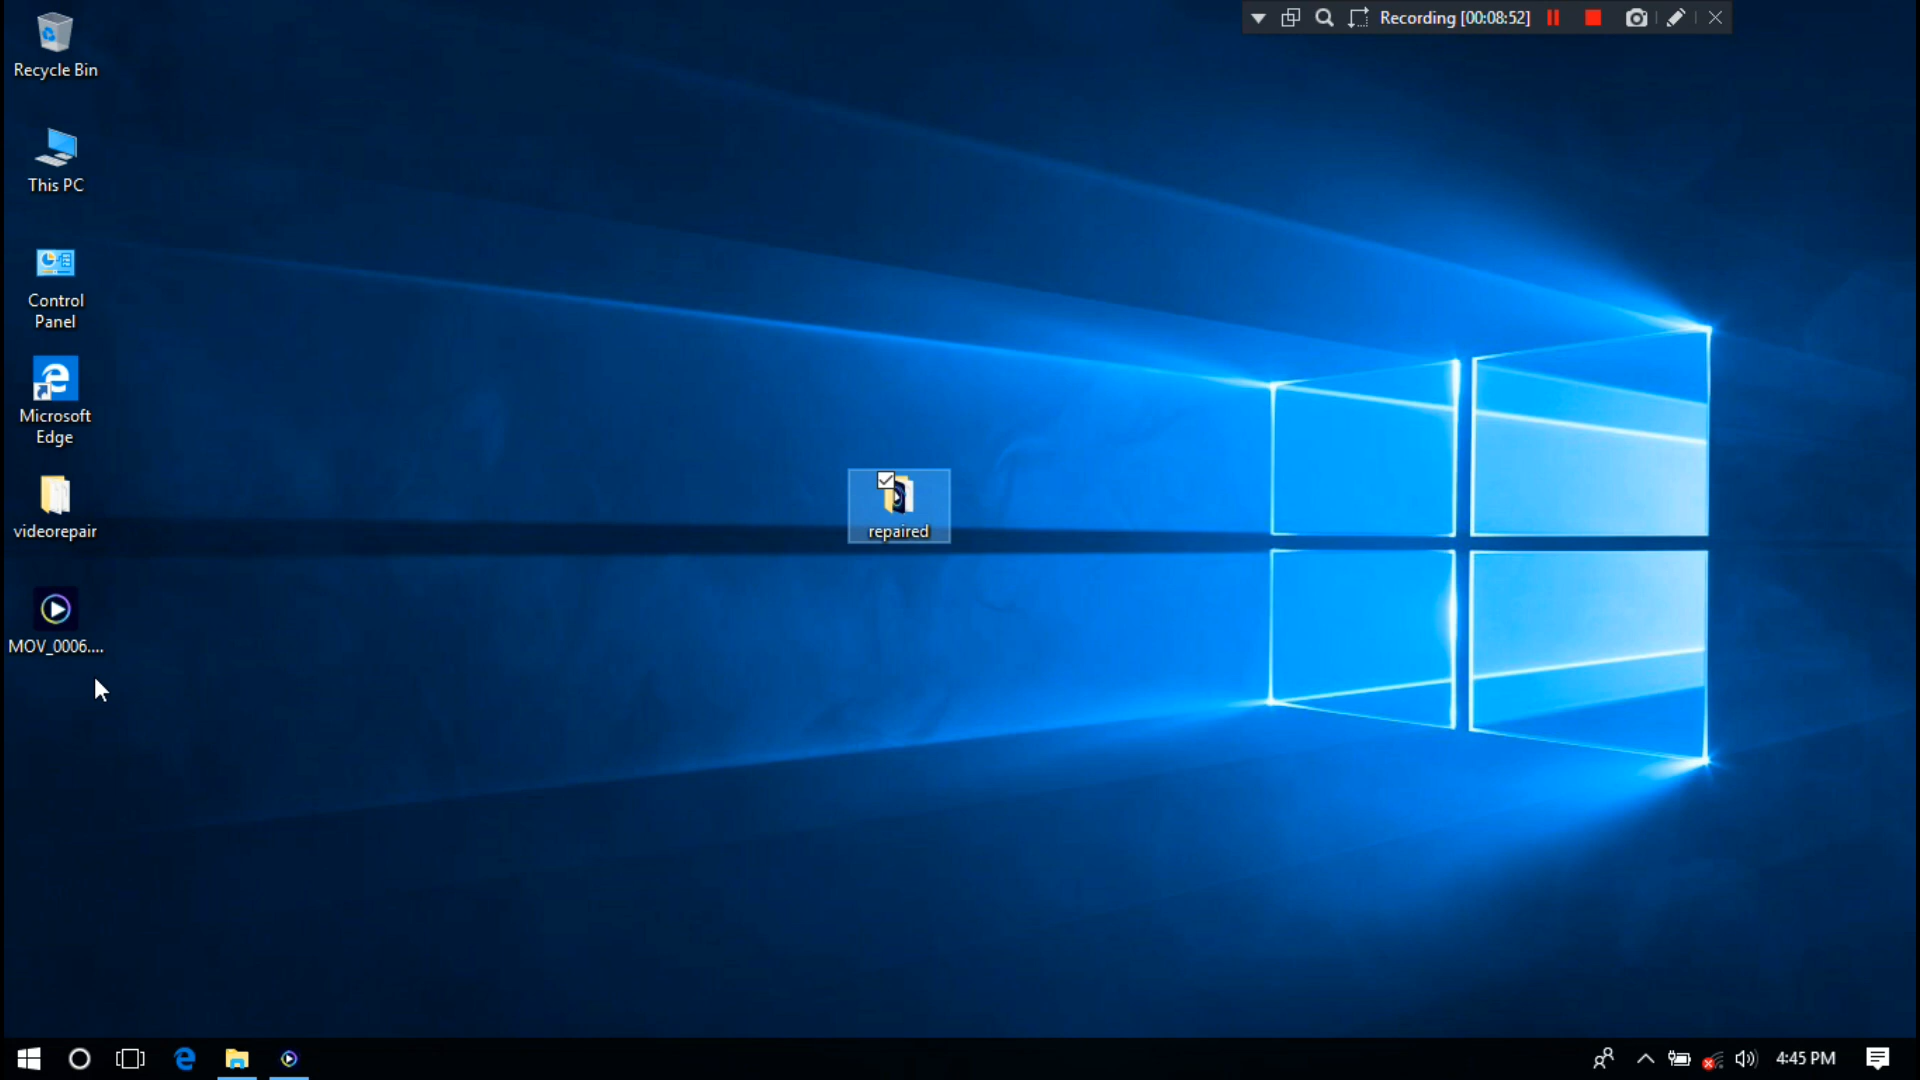 Recording [00:08:52]
Recycle Bin
This PC
Control
Panel
Microsoft
Edge
videorepair
repaired
MOV_0006....
4:45 PM